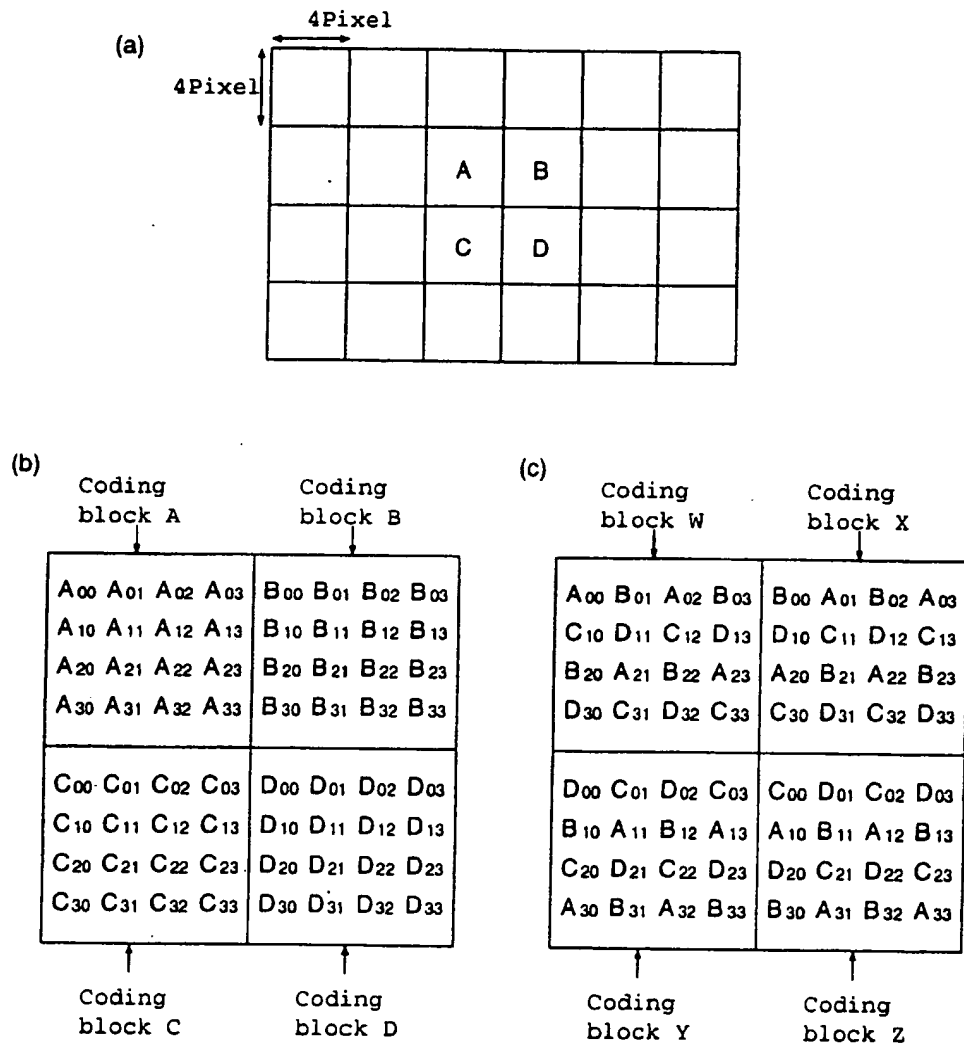 (a)
4Pixel
4Pixel
A B
C D
(b)
Coding block A
Coding block B
A00 A01 A02 A03 B00 B01 B02 B03
A10 A11 A12 A13 B10 B11 B12 B13
A20 A21 A22 A23 B20 B21 B22 B23
A30 A31 A32 A33 B30 B31 B32 B33
C00 C01 C02 C03 D00 D01 D02 D03
C10 C11 C12 C13 D10 D11 D12 D13
C20 C21 C22 C23 D20 D21 D22 D23
C30 C31 C32 C33 D30 D31 D32 D33
Coding block C
Coding block D
(c)
Coding block W
Coding block X
A00 B01 A02 B03 B00 A01 B02 A03
C10 D11 C12 D13 D10 C11 D12 C13
B20 A21 B22 A23 A20 B21 A22 B23
D30 C31 D32 C33 C30 D31 C32 D33
D00 C01 D02 C03 C00 D01 C02 D03
B10 A11 B12 A13 A10 B11 A12 B13
C20 D21 C22 D23 D20 C21 D22 C23
A30 B31 A32 B33 B30 A31 B32 A33
Coding block Y
Coding block Z